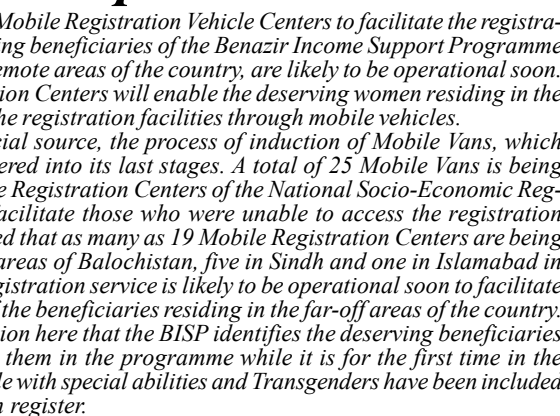 Mobile Registration Vehicle Centers to facilitate the registra-
ing beneficiaries of the Benazir Income Support Programme
emote areas of the country, are likely to be operational soon.
ion Centers will enable the deserving women residing in the
he registration facilities through mobile vehicles.
cial source, the process of induction of Mobile Vans, which
ered into its last stages. A total of 25 Mobile Vans is being
e Registration Centers of the National Socio-Economic Reg-
facilitate those who were unable to access the registration
ed that as many as 19 Mobile Registration Centers are being
areas of Balochistan, five in Sindh and one in Islamabad in
gistration service is likely to be operational soon to facilitate
the beneficiaries residing in the far-off areas of the country.
ion here that the BISP identifies the deserving beneficiaries
them in the programme while it is for the first time in the
le with special abilities and Transgenders have been included
n register.